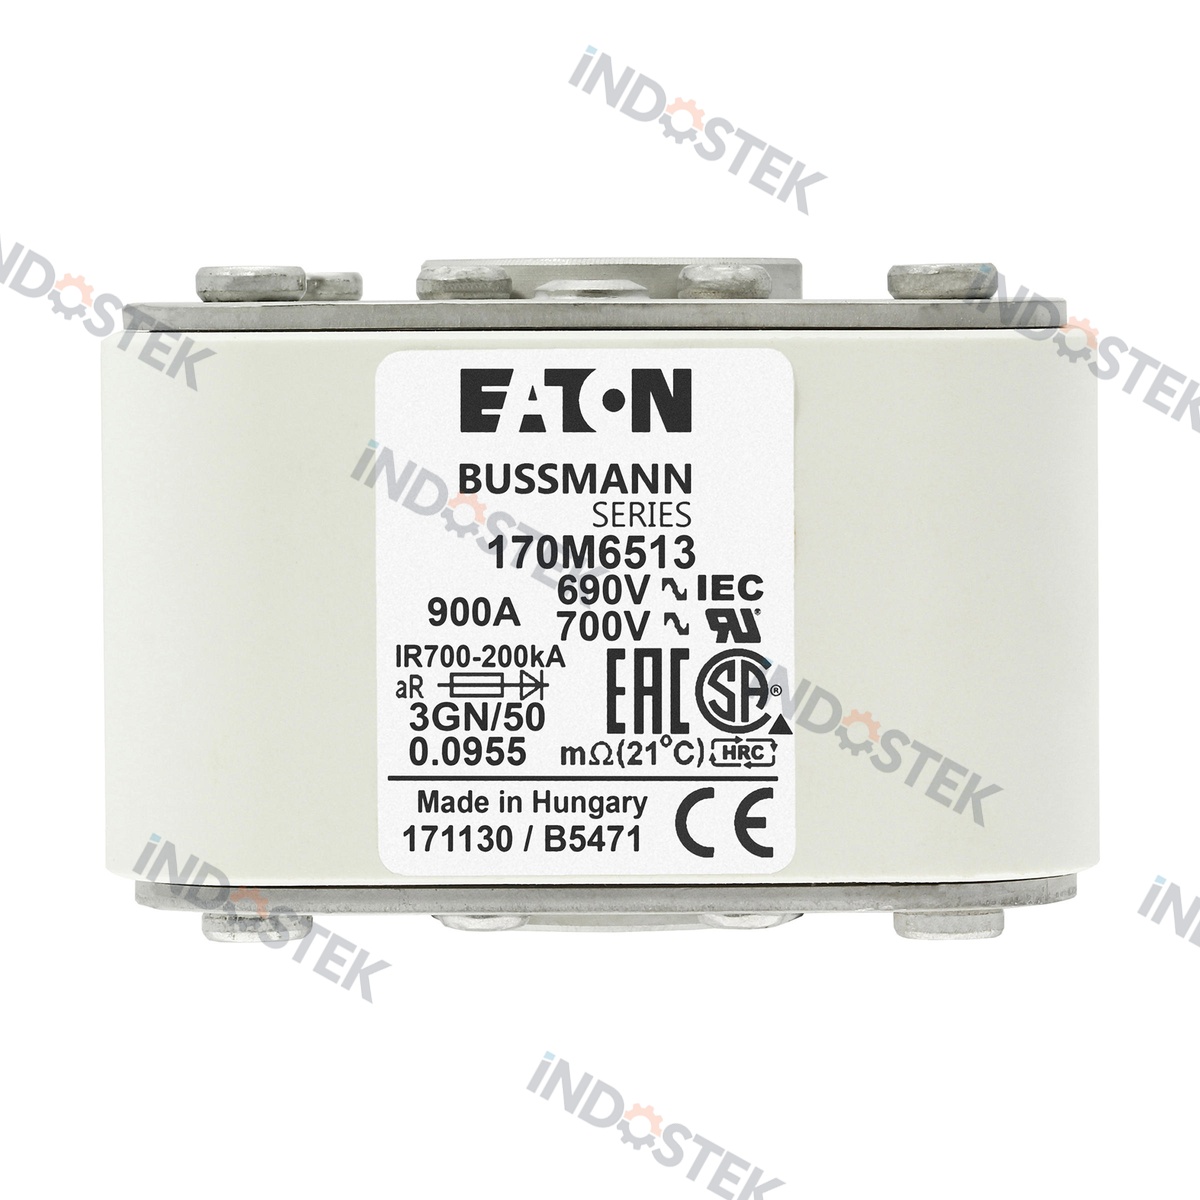 EATON
BUSSMANN
SERIES
170M6513
690V IEC
900A
700V
IR700-200kA
aR
EAC
3GN/50
0.0955 mΩ(21°C) HRC
Made in Hungary
171130 / B5471 CE
iNDOSTEK
iNDOSTEK
iNDOSTEK
iNDOSTEK
iNDOSTEK
iNDOSTEK
iNDOSTEK